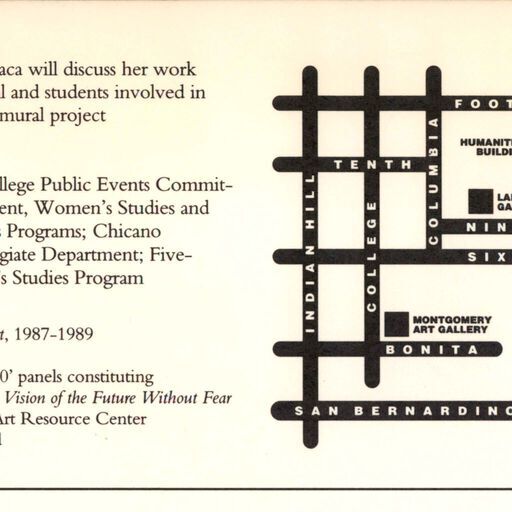 aca will discuss her work
l and students involved in
mural project
llege Public Events Commit-
ent, Women's Studies and
s Programs; Chicano
giate Department; Five-
's Studies Program
t, 1987-1989
0' panels constituting
Vision of the Future Without Fear
Art Resource Center
l
FOOT
HUMANITI
BUILDI
TENTH
COLUMBIA
LA
GA
NIN
INDIAN HILL
COLLEGE
SIX
MONTGOMERY
ART GALLERY
BONITA
SAN BERNARDINO